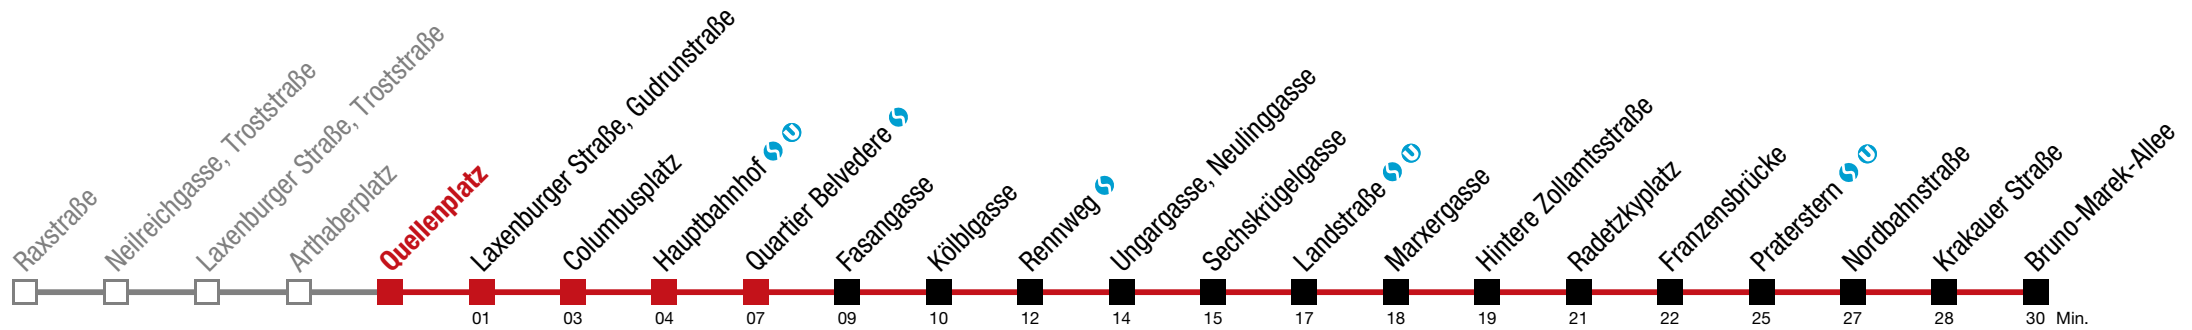 Raxstraße
Neilreichgasse, Troststraße
Laxenburger Straße, Troststraße
Arthaberplatz
Quellenplatz
Laxenburger Straße, Gudrunstraße
Columbusplatz
Hauptbahnhof S U
Quartier Belvedere S
Fasangasse
Kölblgasse
Rennweg S
Ungargasse, Neulinggasse
Sechskrügelgasse
Landstraße S U
Marxergasse
Hintere Zollamtsstraße
Radetzkyplatz
Franzensbrücke
Praterstern S U
Nordbahnstraße
Krakauer Straße
Bruno-Marek-Allee
01 03 04 07 09 10 12 14 15 17 18 19 21 22 25 27 28 30 Min.